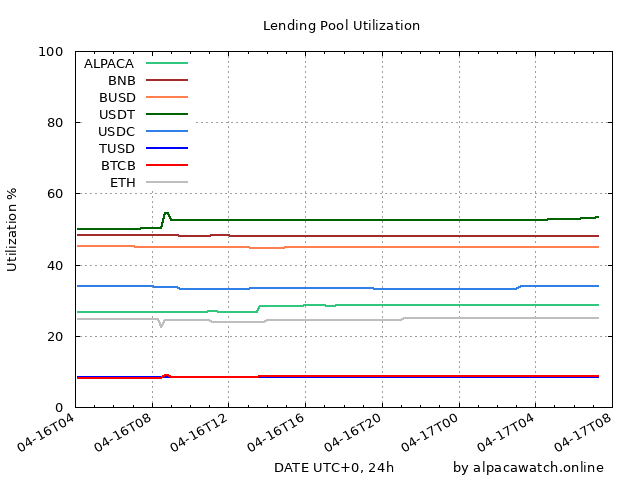 Lending Pool Utilization
100
80
60
40
20
0
Utilization %
ALPACA
BNB
BUSD
USDT
USDC
TUSD
BTCB
ETH
04-16T04
04-16T08
04-16T12
04-16T16
04-16T20
04-17T00
04-17T04
04-17T08
DATE UTC+0, 24h
by alpacawatch.online